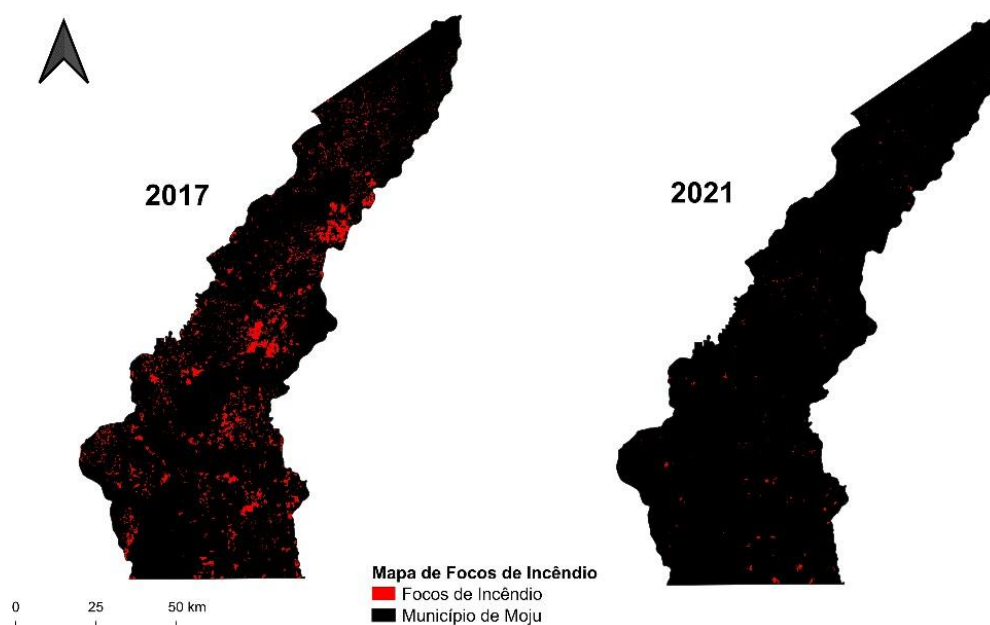 2017
2021
Mapa de Focos de Incêndio
Focos de Incêndio
Município de Moju
0 25 50 km